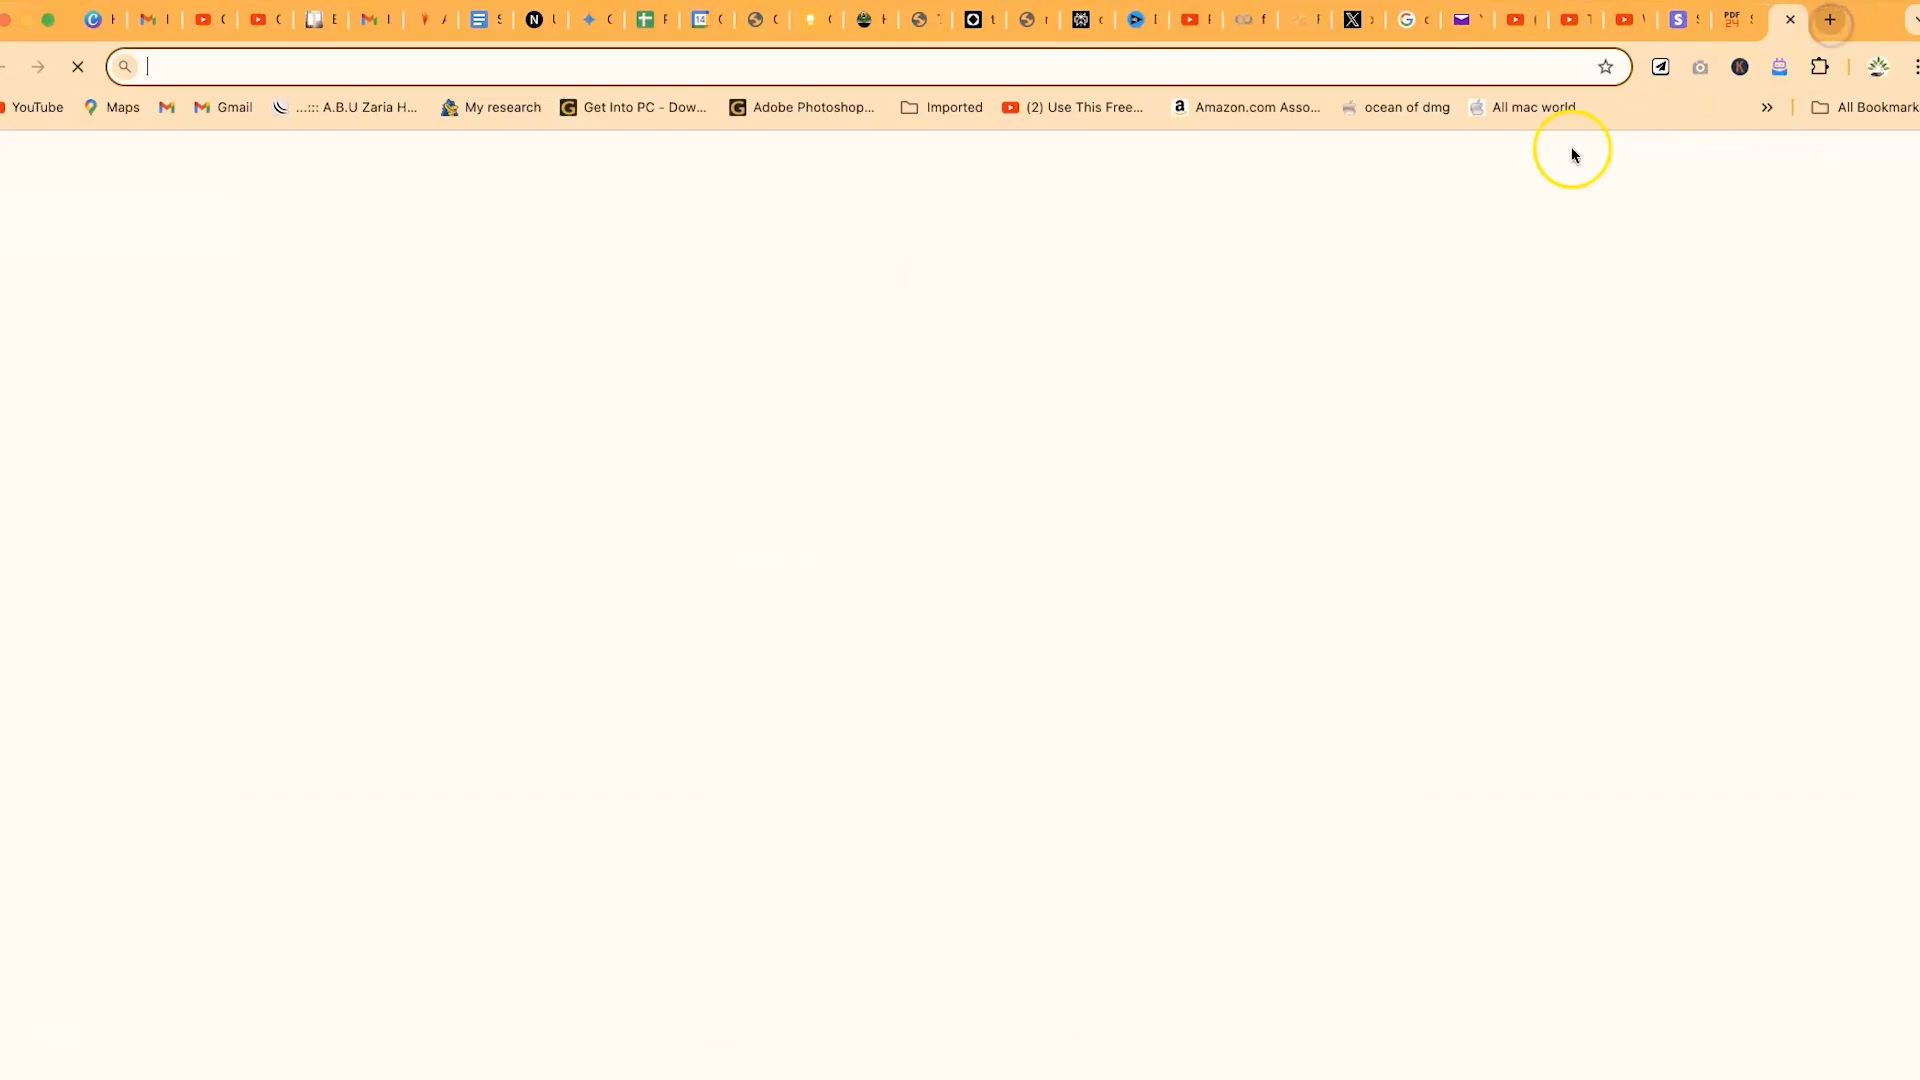 YouTube Maps Gmail ...::: A.B.U Zaria H... My research Get Into PC - Dow... Adobe Photoshop... Imported (2) Use This Free... Amazon.com Asso... ocean of dmg All mac world » All Bookmark